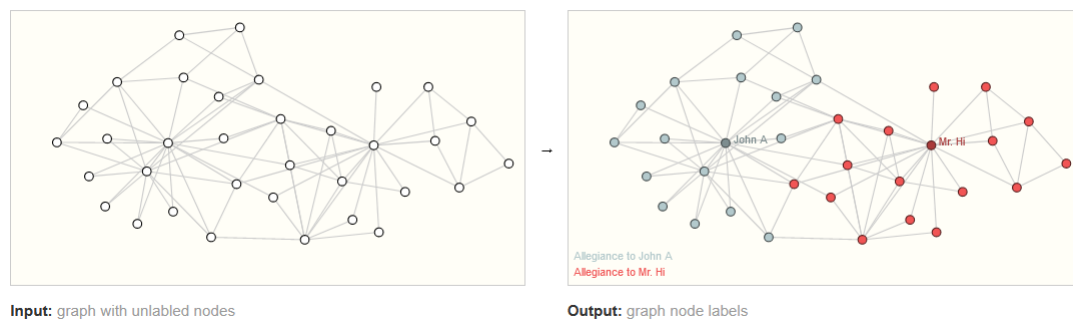 →
John A
Mr. Hi
Allegiance to John A
Allegiance to Mr. Hi
Input: graph with unlabled nodes
Output: graph node labels